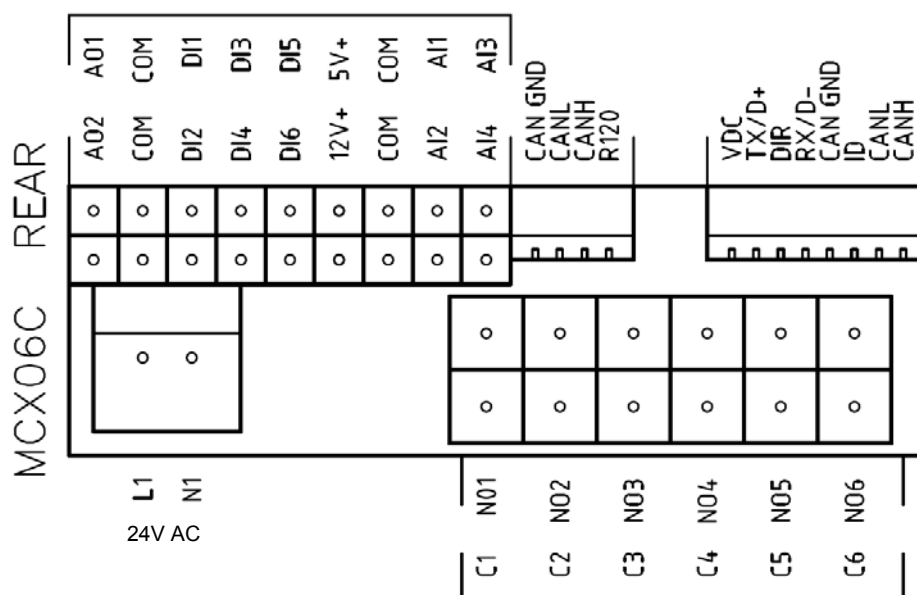 AO1 COM DI1 DI3 DI5 5V+ COM AI1 AI3
AO2 COM DI2 DI4 DI6 12V+ COM AI2 AI4
CAN GND
CANL
CANH
R120
VDC
TX/D+
DIR
RX/D-
CAN GND
ID
CANL
CANH
MCX06C REAR
L1 N1
24V AC
NO1 NO2 NO3 NO4 NO5 NO6
C1 C2 C3 C4 C5 C6